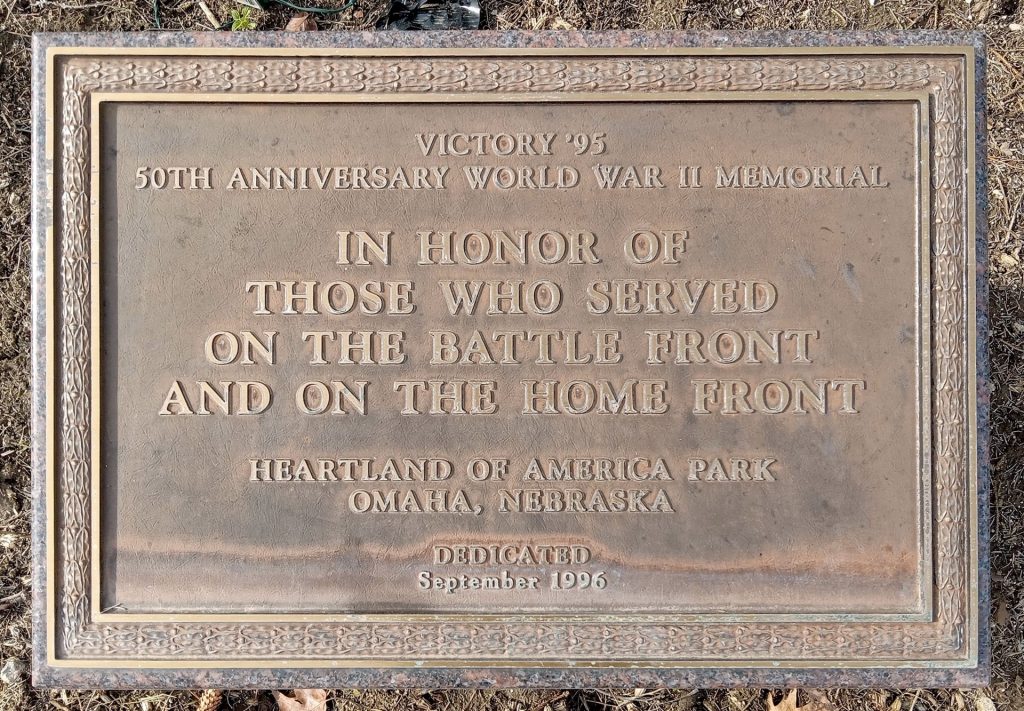 VICTORY '95
50TH ANNIVERSARY WORLD WAR II MEMORIAL
IN HONOR OF
THOSE WHO SERVED
ON THE BATTLE FRONT
AND ON THE HOME FRONT
HEARTLAND OF AMERICA PARK
OMAHA, NEBRASKA
DEDICATED
September 1996